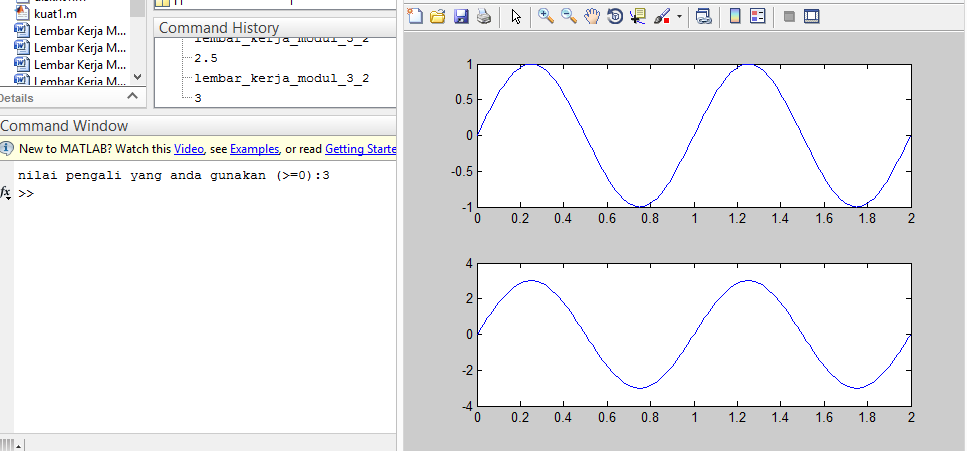 kuat1.m
Lembar Kerja M...
Lembar Kerja M...
Lembar Kerja M...
Lembar Kerja M...
Details
Command History
lembar_kerja_modul_3_2
2.5
lembar_kerja_modul_3_2
3
Command Window
New to MATLAB? Watch this Video, see Examples, or read Getting Starte
nilai pengali yang anda gunakan (>=0):3
fx >>
1
0.5
0
-0.5
-1
0 0.2 0.4 0.6 0.8 1 1.2 1.4 1.6 1.8 2
4
2
0
-2
-4
0 0.2 0.4 0.6 0.8 1 1.2 1.4 1.6 1.8 2